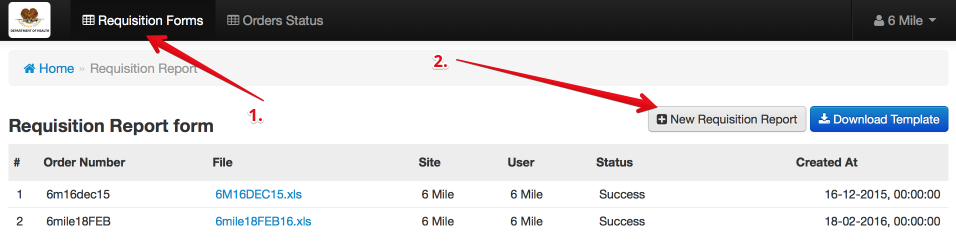 DEPARTMENT OF HEALTH
Requisition Forms
Orders Status
6 Mile
Home » Requisition Report
1.
2.
Requisition Report form
New Requisition Report
Download Template
# Order Number File Site User Status Created At
1 6m16dec15 6M16DEC15.xls 6 Mile 6 Mile Success 16-12-2015, 00:00:00
2 6mile18FEB 6mile18FEB16.xls 6 Mile 6 Mile Success 18-02-2016, 00:00:00